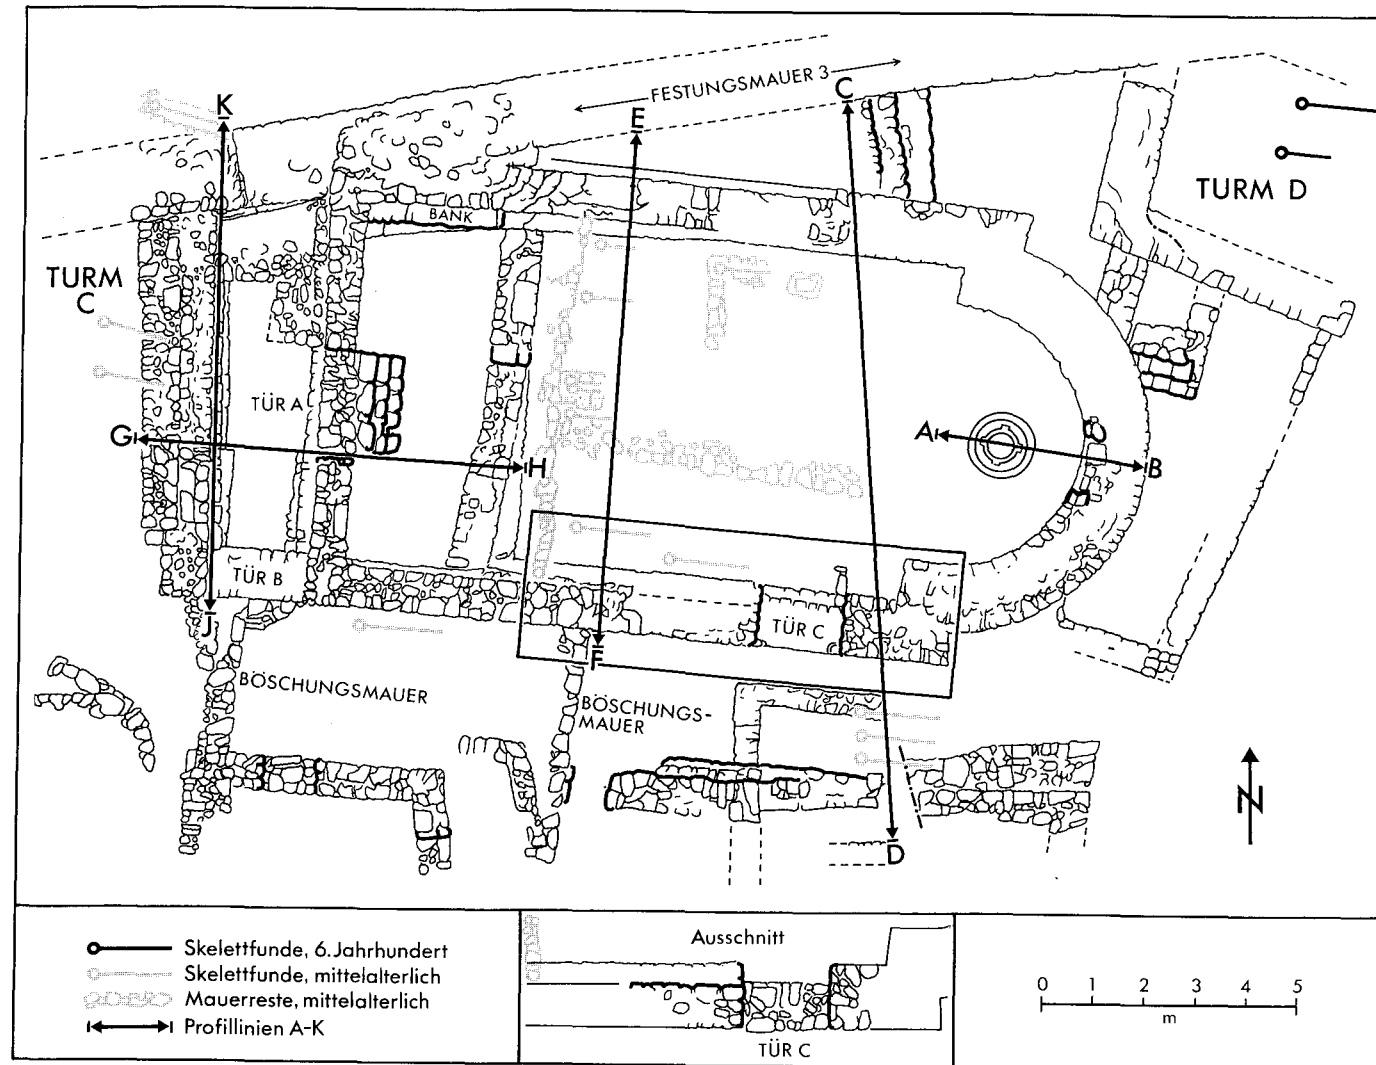 FESTUNGSMAUER 3
K
E
C
TURM D
BANK
TURM
C
TÜR A
G
H
A
B
TÜR B
TÜR C
J
F
BÖSCHUNGSMAUER
BÖSCHUNGS-
MAUER
D
N
Skelettfunde, 6. Jahrhundert
Skelettfunde, mittelalterlich
Mauerreste, mittelalterlich
Profillinien A-K
Ausschnitt
TÜR C
0 1 2 3 4 5
m